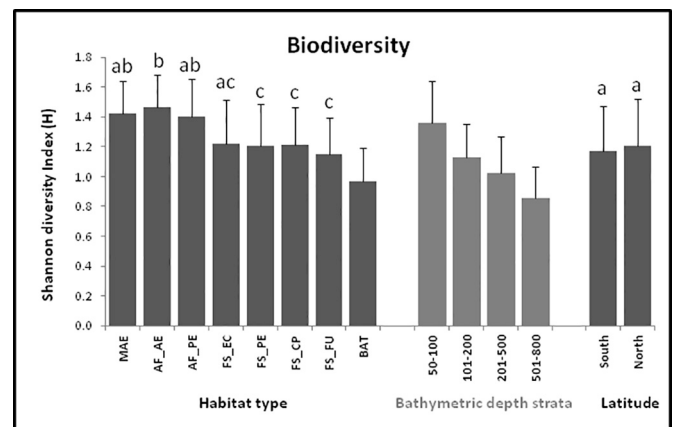 Biodiversity
Shannon diversity Index (H)
1.8
1.6
1.4
1.2
1.0
0.8
0.6
0.4
0.2
0.0
ab b ab ac c c c a a
MAE AF_AE AF_PE FS_EC FS_PE FS_CP FS_FU BAT 50-100 101-200 201-500 501-800 South North
Habitat type Bathymetric depth strata Latitude